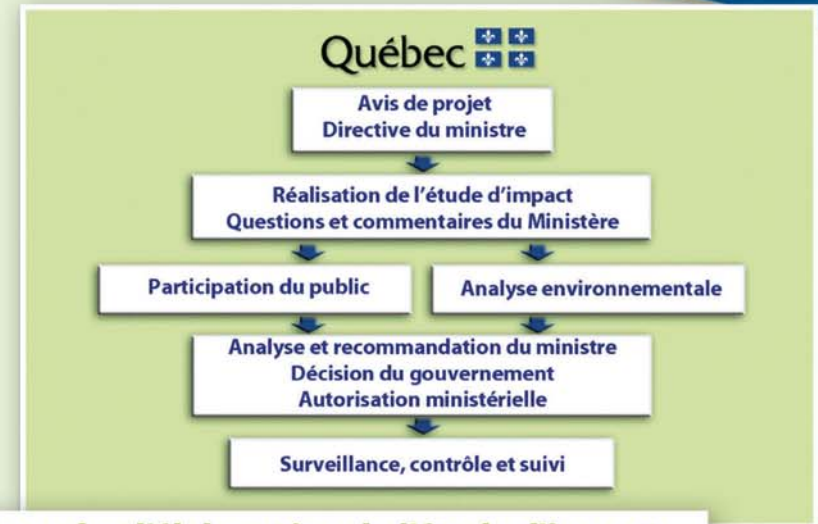 Québec
Avis de projet
Directive du ministre
Réalisation de l'étude d'impact
Questions et commentaires du Ministère
Participation du public
Analyse environnementale
Analyse et recommandation du ministre
Décision du gouvernement
Autorisation ministérielle
Surveillance, contrôle et suivi